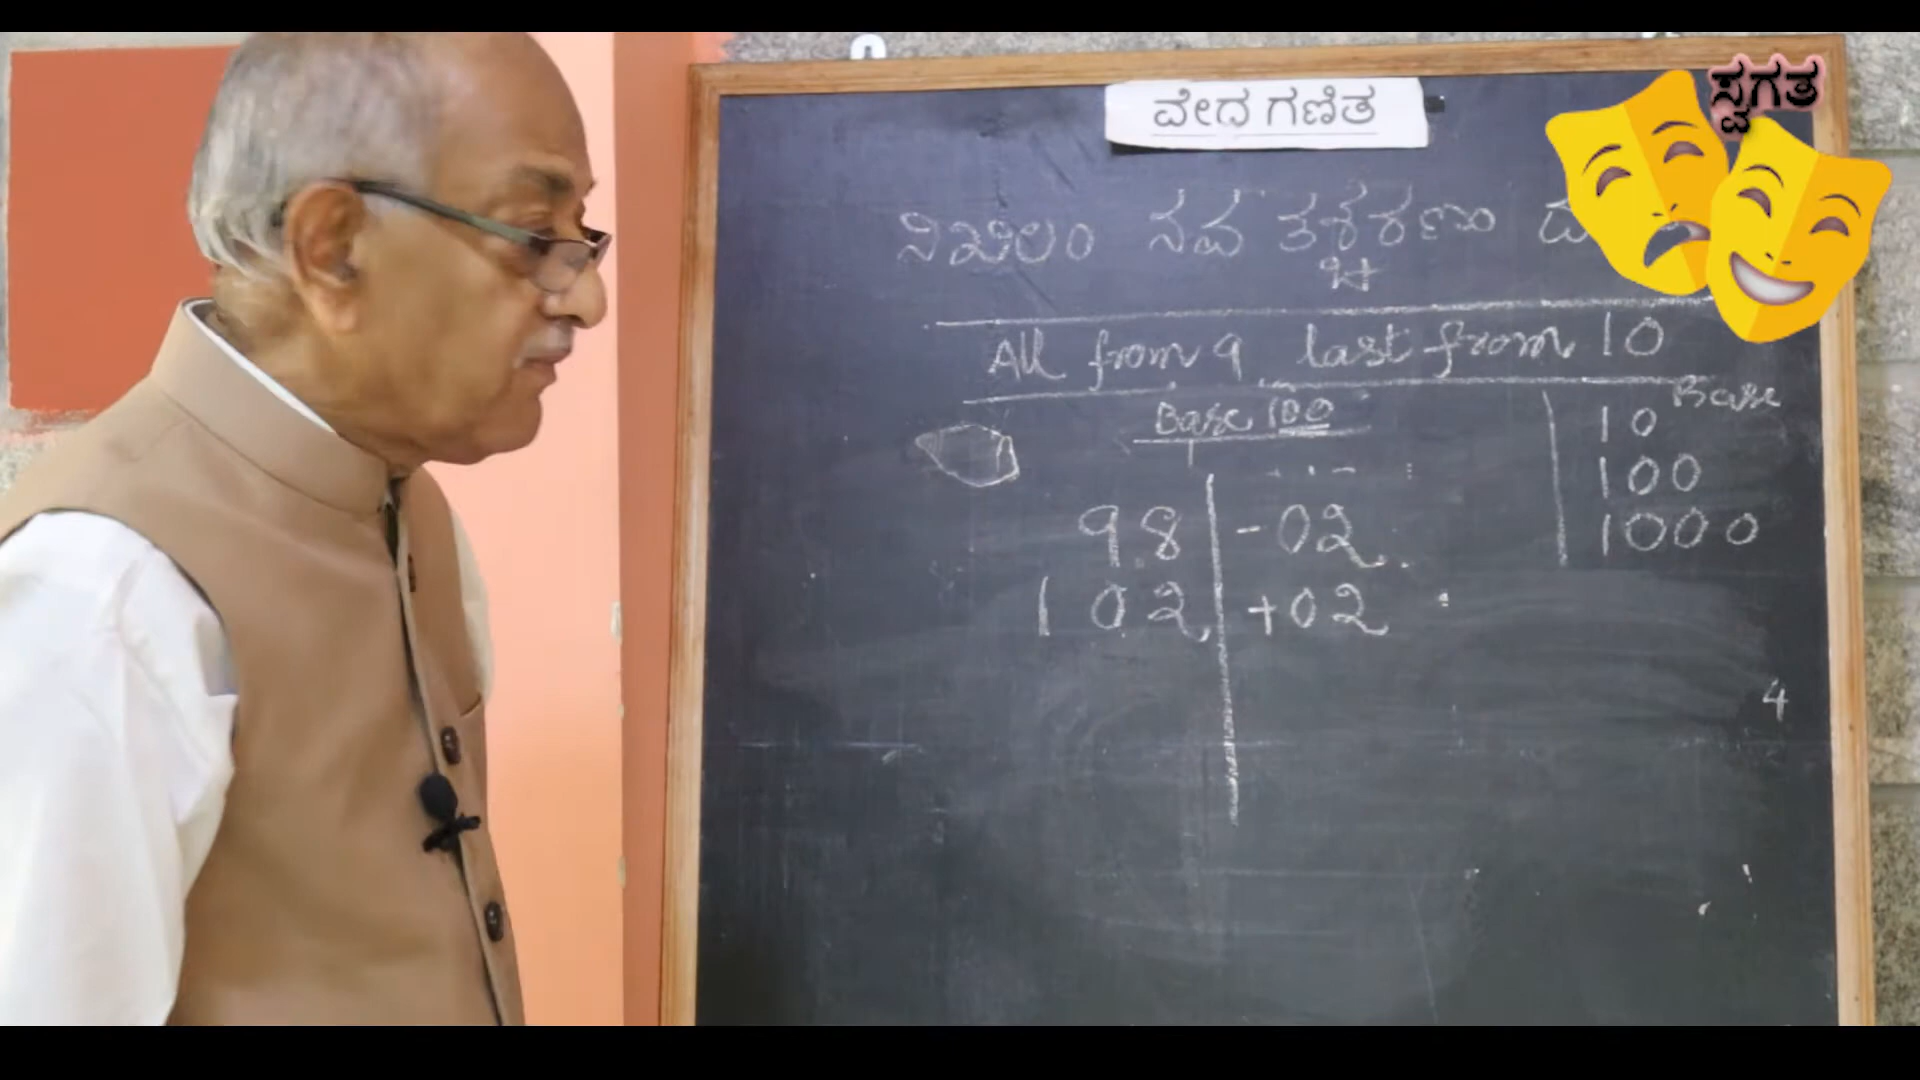 ಸ್ವಗತ
ವೇದ ಗಣಿತ
ನಿಖಿಲಂ ನವ ತಶ್ಚರಣಂ
All from 9 last from 10
Base 100
Base
10
100
1000
98 | -02
102 | +02
4